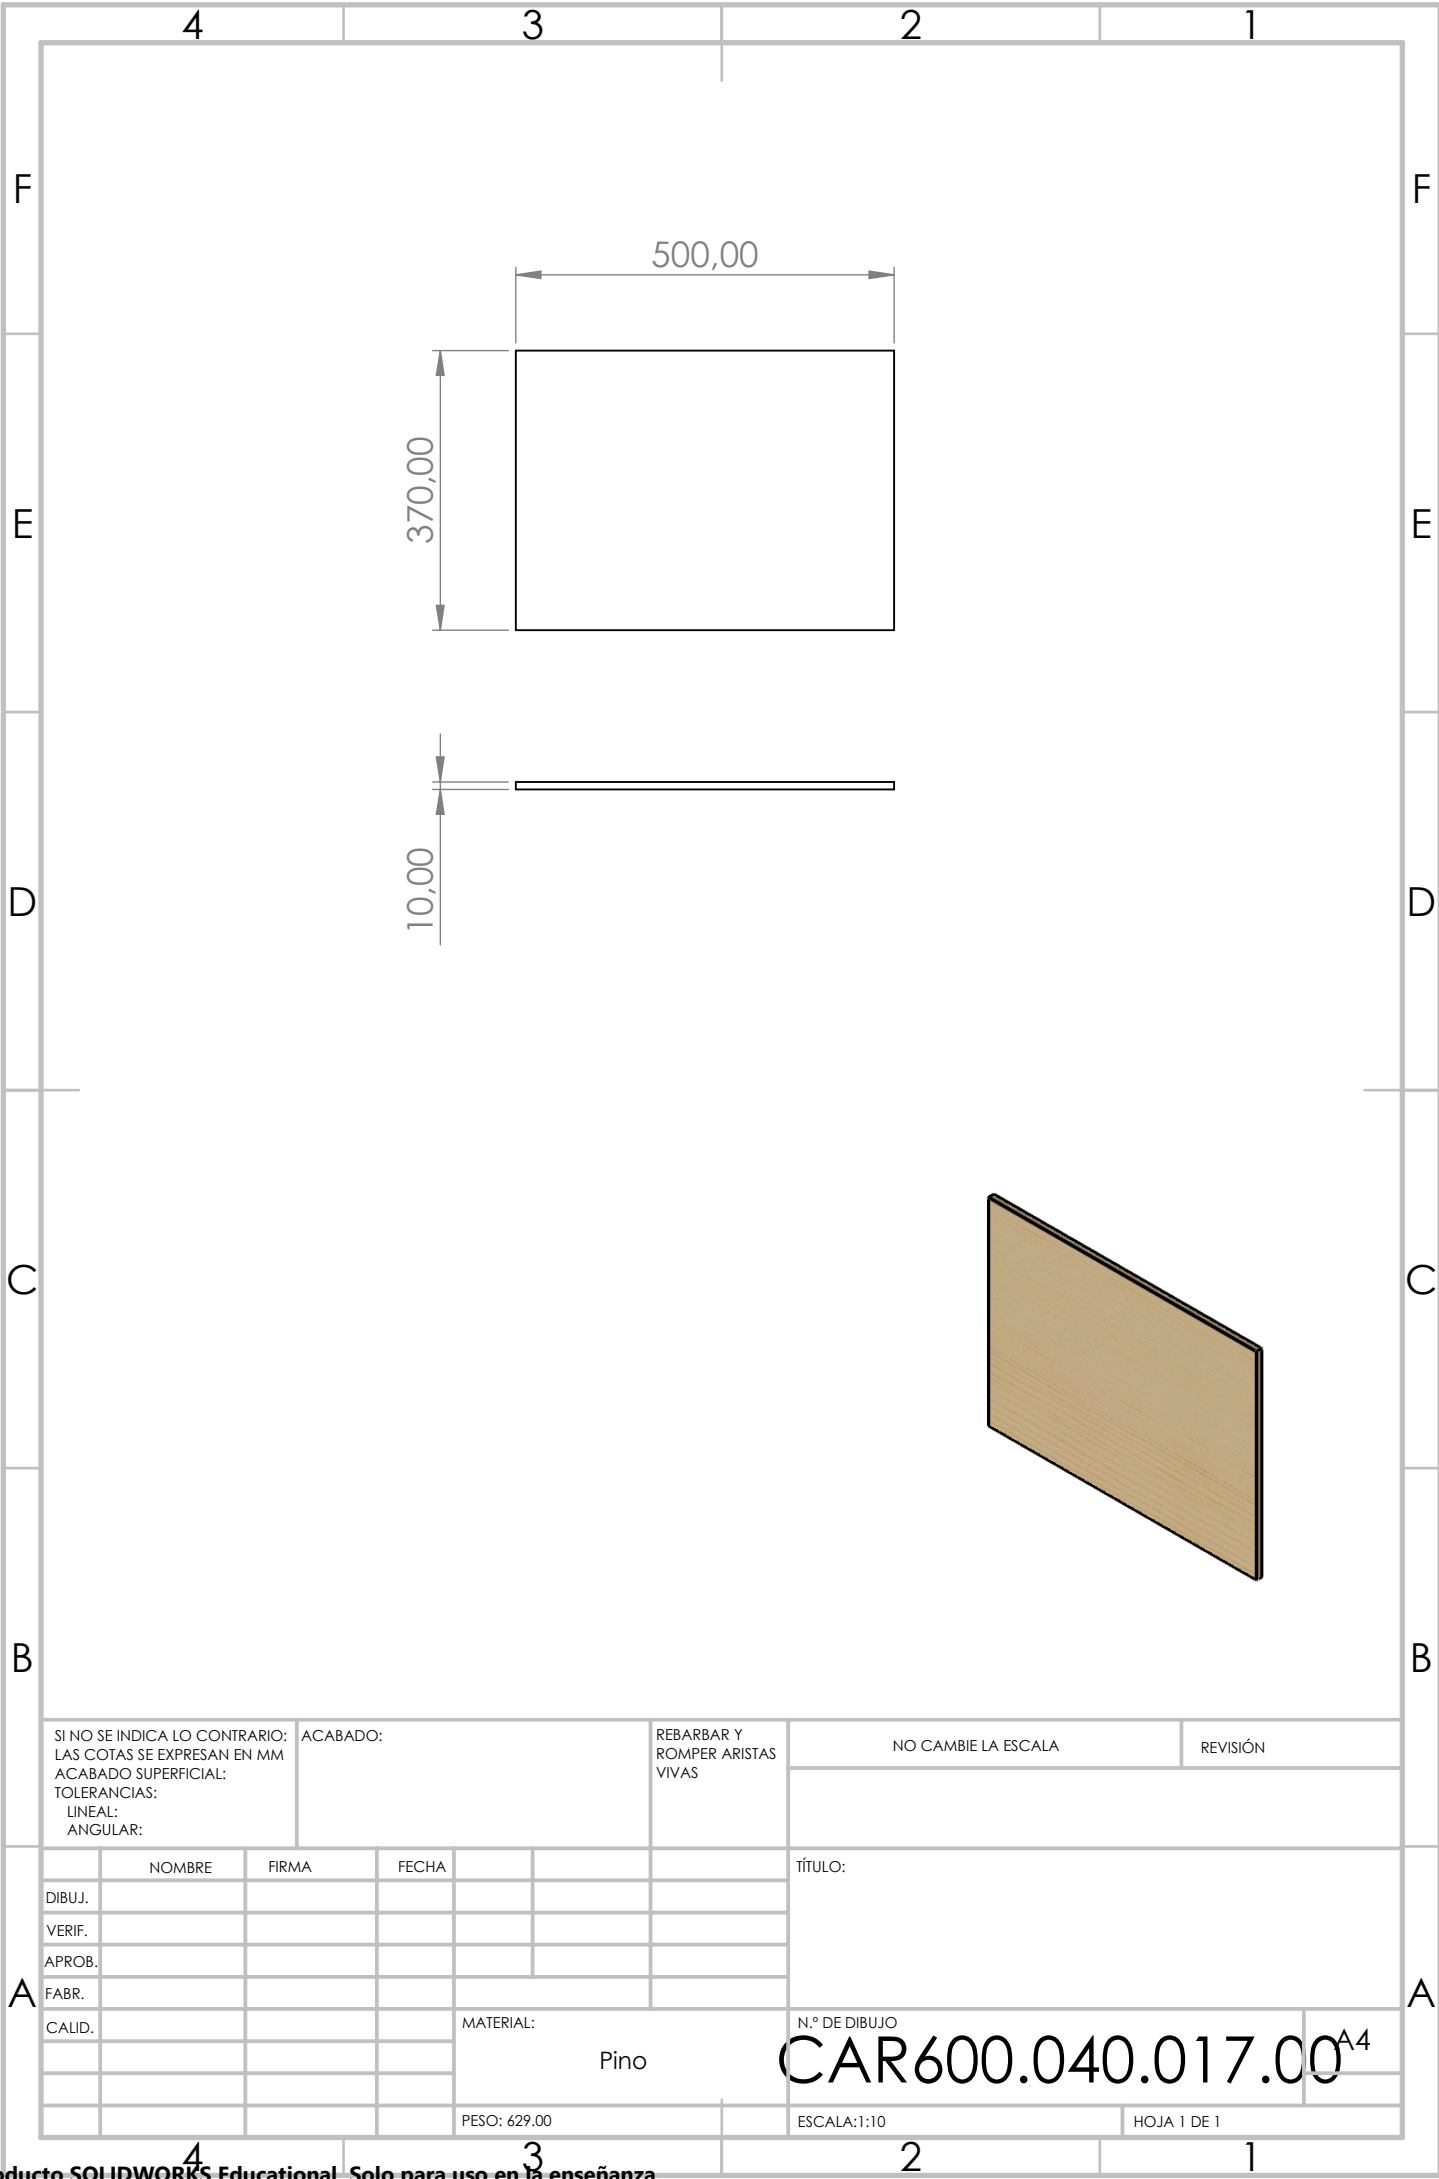 4 3 2 1
F F
500,00
370,00
E E
10,00
D D
C C
B B
SI NO SE INDICA LO CONTRARIO:
LAS COTAS SE EXPRESAN EN MM
ACABADO SUPERFICIAL:
TOLERANCIAS:
LINEAL:
ANGULAR:
ACABADO:
REBARBAR Y
ROMPER ARISTAS
VIVAS
NO CAMBIE LA ESCALA
REVISIÓN
NOMBRE FIRMA FECHA
DIBUJ.
VERIF.
APROB.
FABR.
CALID.
TÍTULO:
A A
MATERIAL:
Pino
N.º DE DIBUJO
CAR600.040.017.00
A4
PESO: 629.00
ESCALA:1:10
HOJA 1 DE 1
4 3 2 1
SOLIDWORKS Educational. Solo para uso en la enseñanza.